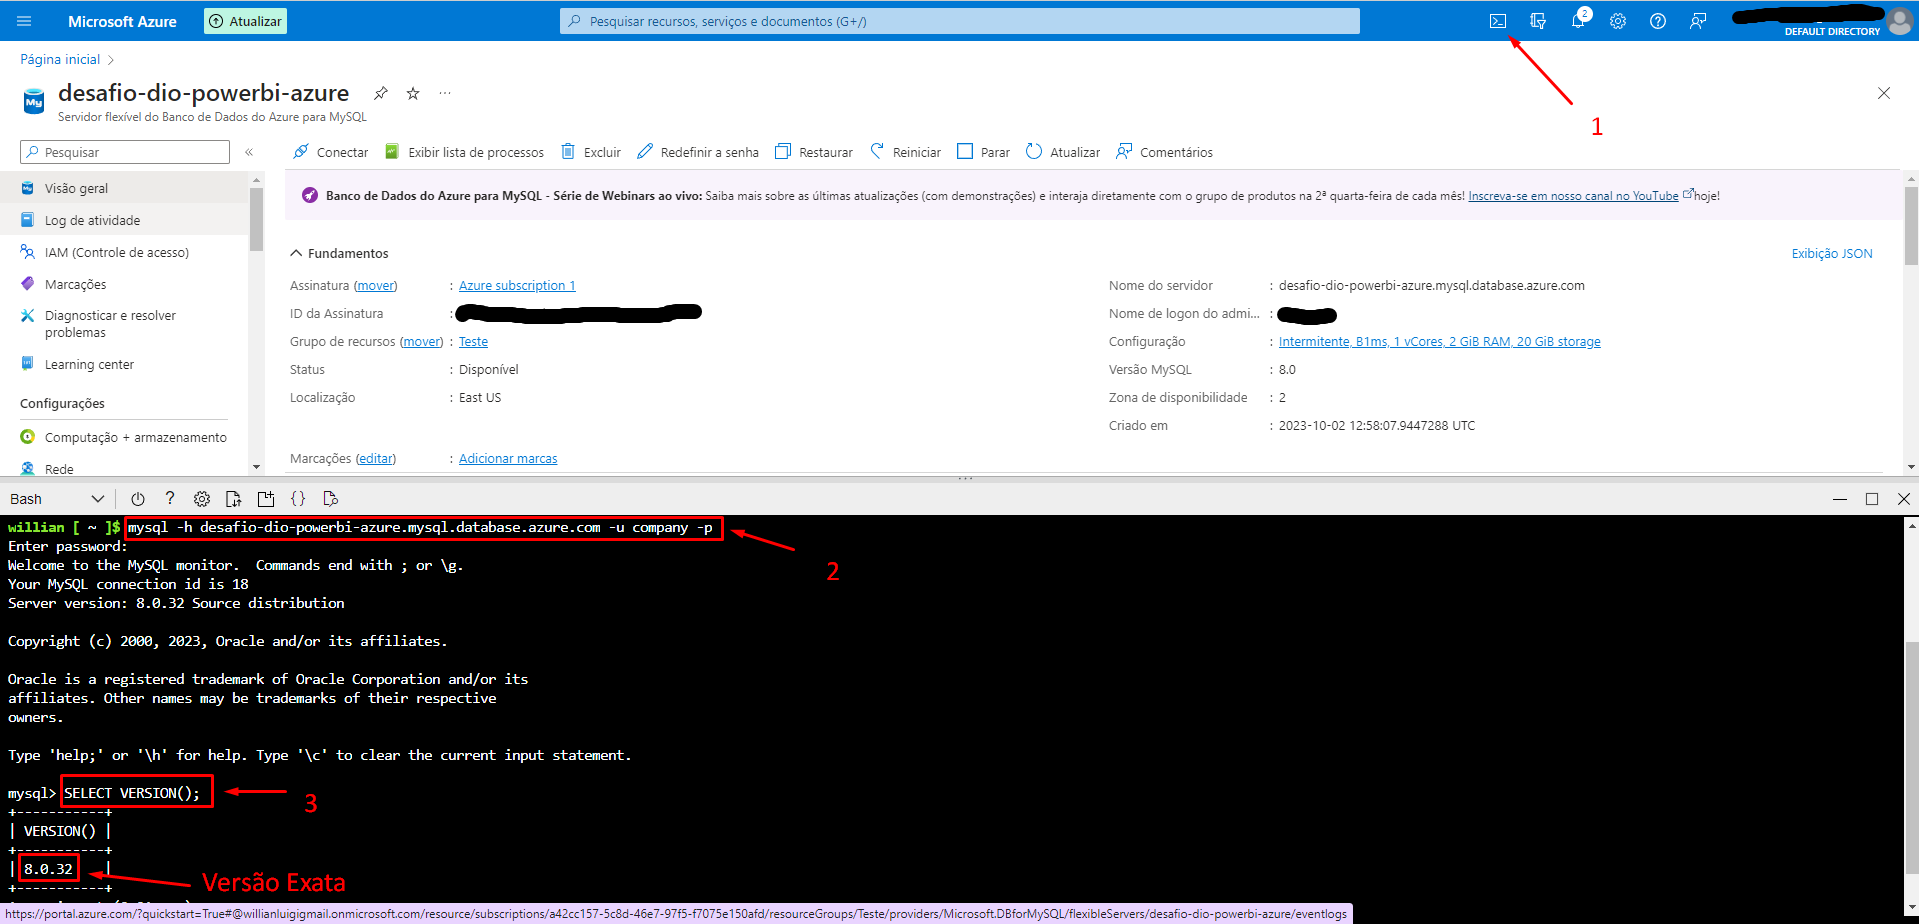 Microsoft Azure
Atualizar
Pesquisar recursos, serviços e documentos (G+/)
2
DEFAULT DIRECTORY
Página inicial
1
desafio-dio-powerbi-azure
Servidor flexível do Banco de Dados do Azure para MySQL
My
Pesquisar
Conectar
Exibir lista de processos
Excluir
Redefinir a senha
Restaurar
Reiniciar
Parar
Atualizar
Comentários
Visão geral
Log de atividade
IAM (Controle de acesso)
Marcações
Diagnosticar e resolver
problemas
Learning center
Configurações
Computação + armazenamento
Rede
Banco de Dados do Azure para MySQL - Série de Webinars ao vivo: Saiba mais sobre as últimas atualizações (com demonstrações) e interaja diretamente com o grupo de produtos na 2ª quarta-feira de cada mês! Inscreva-se em nosso canal no YouTube hoje!
Fundamentos
Exibição JSON
Assinatura (mover) : Azure subscription 1
ID da Assinatura :
Grupo de recursos (mover) : Teste
Status : Disponível
Localização : East US
Marcações (editar) : Adicionar marcas
Nome do servidor : desafio-dio-powerbi-azure.mysql.database.azure.com
Nome de logon do admi... :
Configuração : Intermitente, B1ms, 1 vCores, 2 GiB RAM, 20 GiB storage
Versão MySQL : 8.0
Zona de disponibilidade : 2
Criado em : 2023-10-02 12:58:07.9447288 UTC
Bash
willian [ ~ ]$ mysql -h desafio-dio-powerbi-azure.mysql.database.azure.com -u company -p
2
Enter password:
Welcome to the MySQL monitor.  Commands end with ; or \g.
Your MySQL connection id is 18
Server version: 8.0.32 Source distribution
Copyright (c) 2000, 2023, Oracle and/or its affiliates.
Oracle is a registered trademark of Oracle Corporation and/or its
affiliates. Other names may be trademarks of their respective
owners.
Type 'help;' or '\h' for help. Type '\c' to clear the current input statement.
mysql> SELECT VERSION();
3
+-----------+
| VERSION() |
+-----------+
| 8.0.32    |
+-----------+
Versão Exata
https://portal.azure.com/?quickstart=True#@willianluigigmail.onmicrosoft.com/resource/subscriptions/a42cc157-5c8d-46e7-97f5-f7075e150afd/resourceGroups/Teste/providers/Microsoft.DBforMySQL/flexibleServers/desafio-dio-powerbi-azure/eventlogs